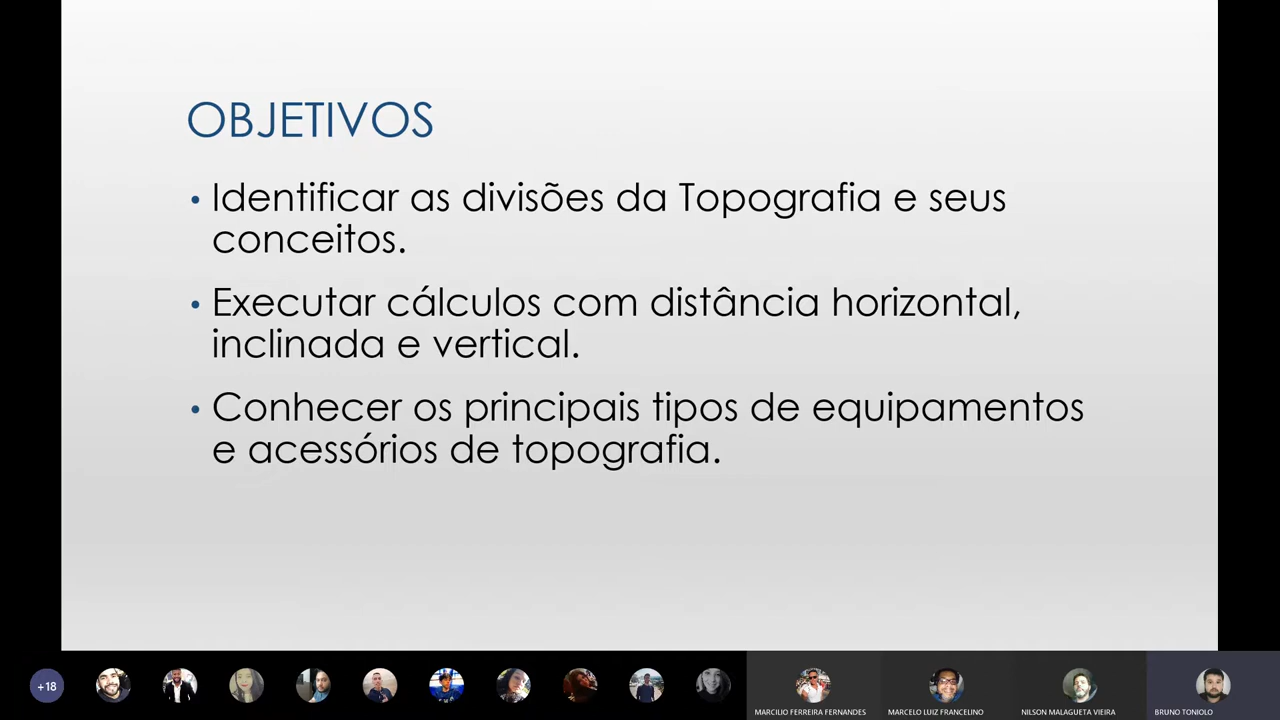 OBJETIVOS
• Identificar as divisões da Topografia e seus
conceitos.
• Executar cálculos com distância horizontal,
inclinada e vertical.
• Conhecer os principais tipos de equipamentos
e acessórios de topografia.
+18
MARCILIO FERREIRA FERNANDES
MARCELO LUIZ FRANCELINO
NILSON MALAGUETA VIEIRA
BRUNO TONIOLO